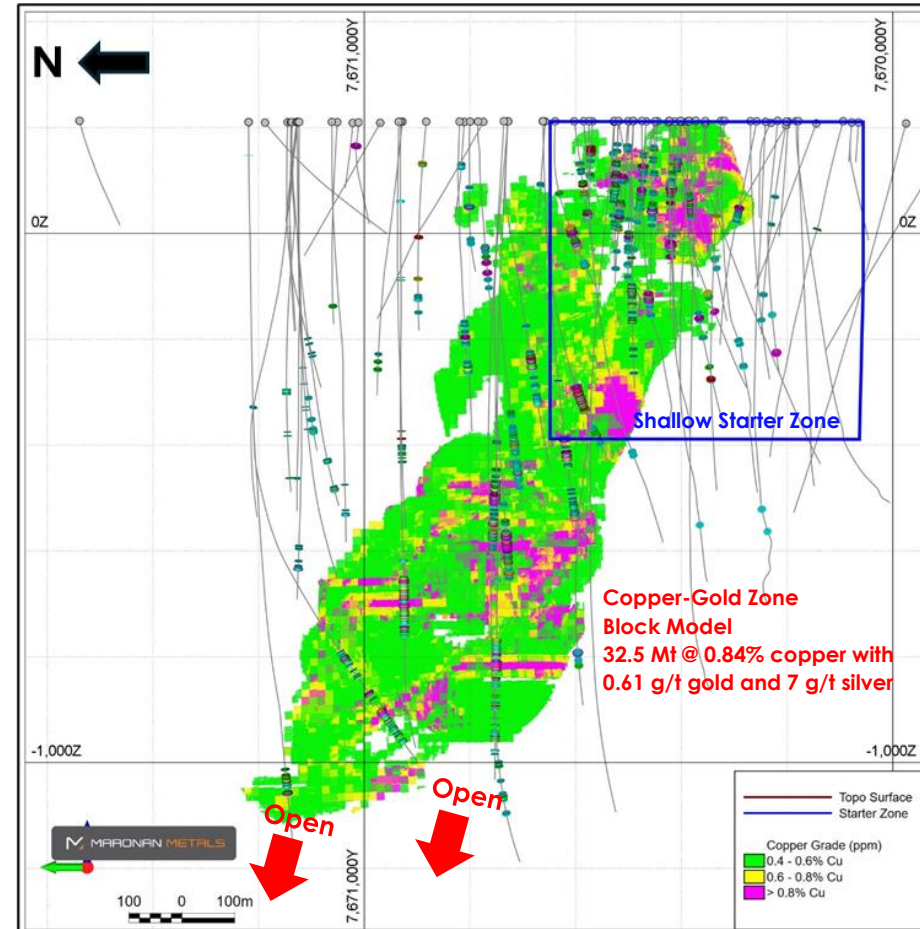 N
7,671,000Y
7,670,000Y
0Z
0Z
Shallow Starter Zone
Copper-Gold Zone
Block Model
32.5 Mt @ 0.84% copper with
0.61 g/t gold and 7 g/t silver
-1,000Z
-1,000Z
Open
Open
MARONAN METALS
7,671,000Y
100 0 100m
Topo Surface
Starter Zone
Copper Grade (ppm)
0.4 - 0.6% Cu
0.6 - 0.8% Cu
> 0.8% Cu